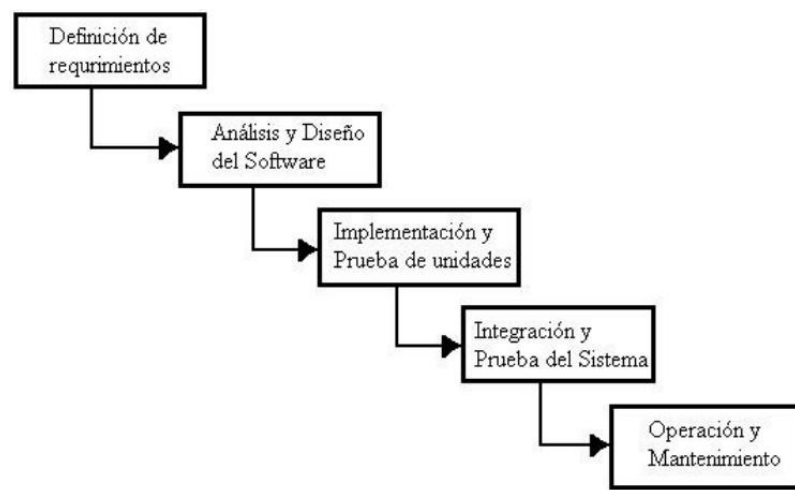 Definición de
requrimientos
Análisis y Diseño
del Software
Implementación y
Prueba de unidades
Integración y
Prueba del Sistema
Operación y
Mantenimiento